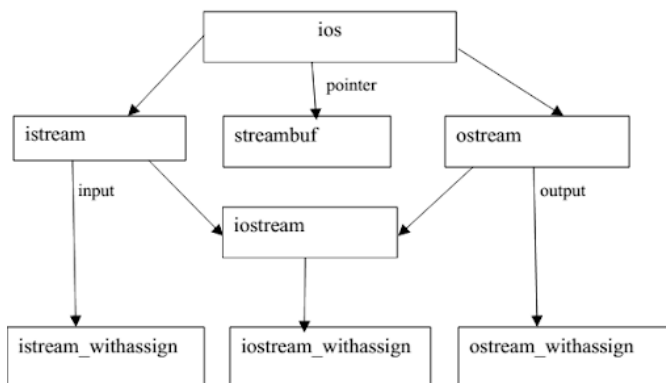 ios
pointer
istream
streambuf
ostream
input
output
iostream
istream_withassign
iostream_withassign
ostream_withassign